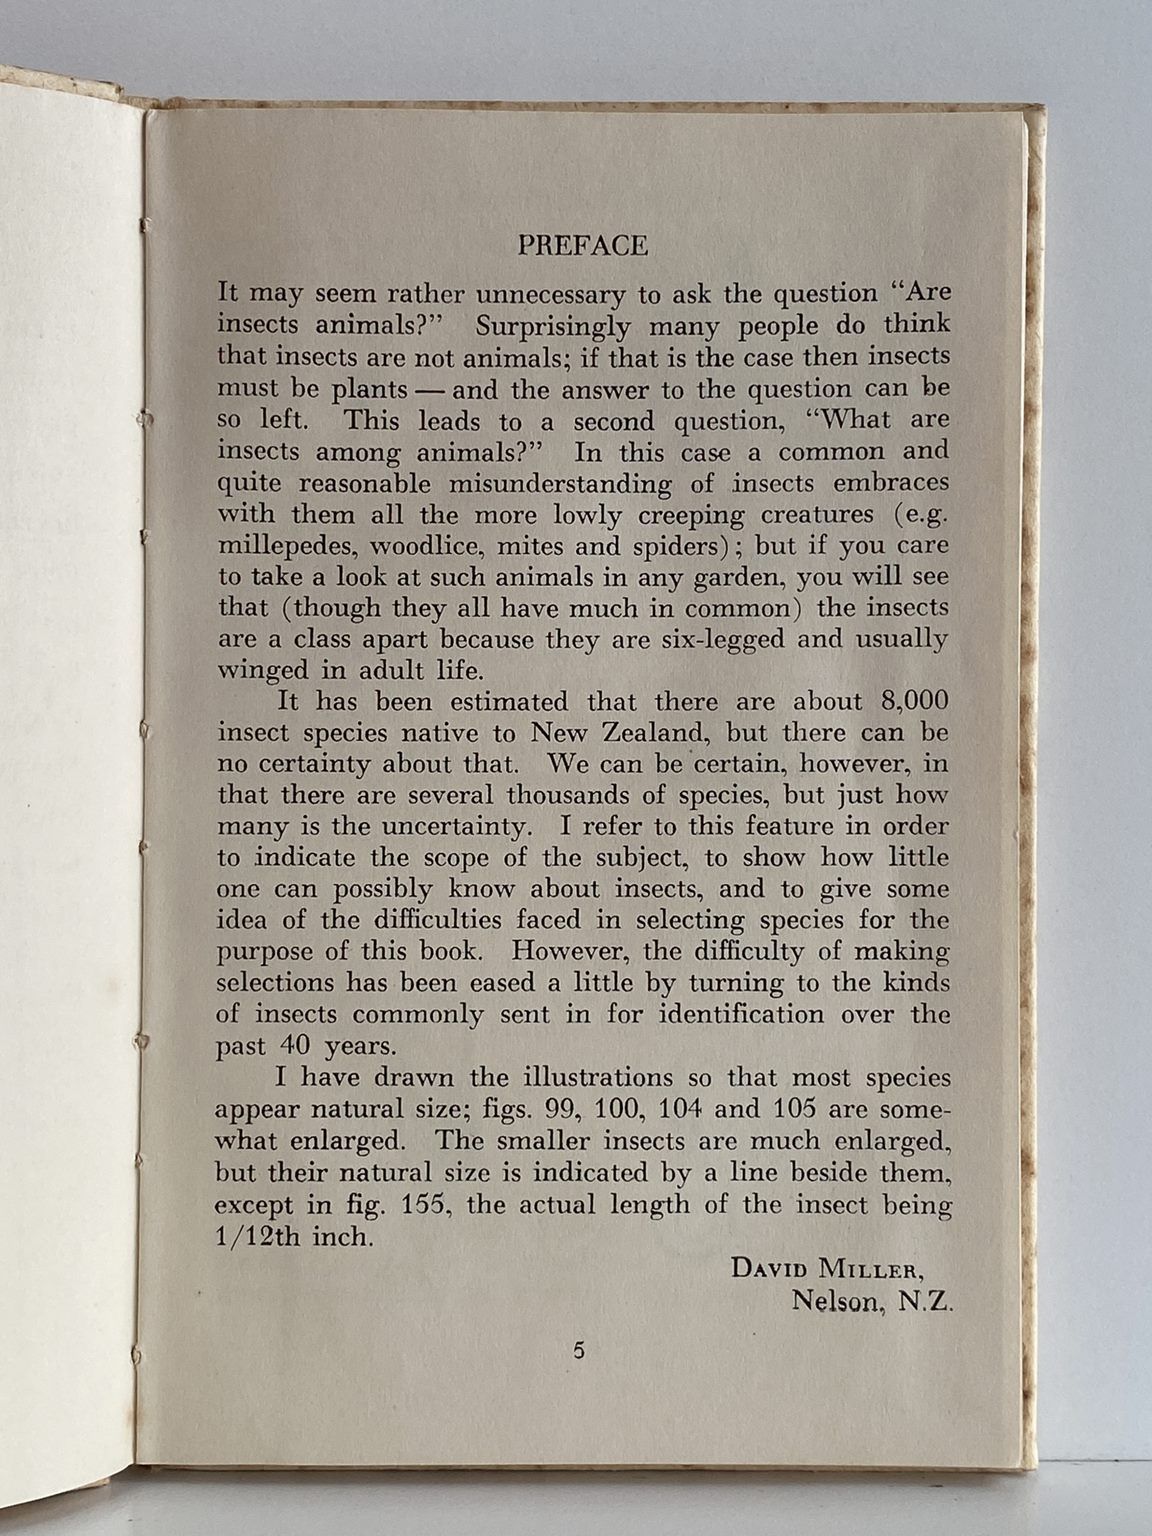 PREFACE
It may seem rather unnecessary to ask the question “Are
insects animals?” Surprisingly many people do think
that insects are not animals; if that is the case then insects
must be plants — and the answer to the question can be
so left. This leads to a second question, “What are
insects among animals?” In this case a common and
quite reasonable misunderstanding of insects embraces
with them all the more lowly creeping creatures (e.g.
millepedes, woodlice, mites and spiders); but if you care
to take a look at such animals in any garden, you will see
that (though they all have much in common) the insects
are a class apart because they are six-legged and usually
winged in adult life.
It has been estimated that there are about 8,000
insect species native to New Zealand, but there can be
no certainty about that. We can be certain, however, in
that there are several thousands of species, but just how
many is the uncertainty. I refer to this feature in order
to indicate the scope of the subject, to show how little
one can possibly know about insects, and to give some
idea of the difficulties faced in selecting species for the
purpose of this book. However, the difficulty of making
selections has been eased a little by turning to the kinds
of insects commonly sent in for identification over the
past 40 years.
I have drawn the illustrations so that most species
appear natural size; figs. 99, 100, 104 and 105 are some-
what enlarged. The smaller insects are much enlarged,
but their natural size is indicated by a line beside them,
except in fig. 155, the actual length of the insect being
1/12th inch.
DAVID MILLER,
Nelson, N.Z.
5